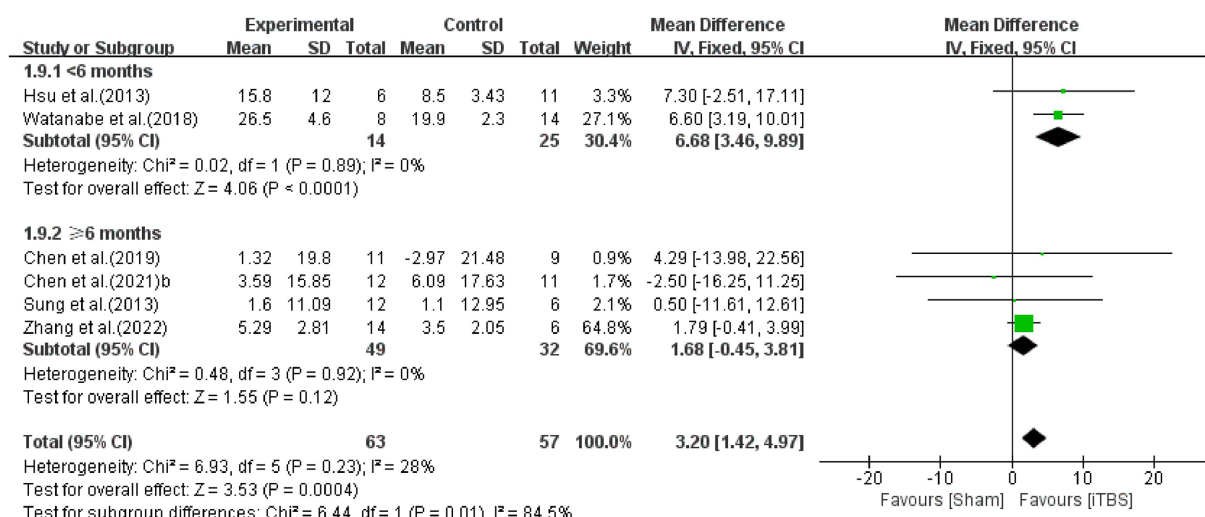 Experimental Control Mean Difference Mean Difference
Study or Subgroup Mean SD Total Mean SD Total Weight IV, Fixed, 95% CI IV, Fixed, 95% CI
1.9.1 <6 months
Hsu et al.(2013) 15.8 12 6 8.5 3.43 11 3.3% 7.30 [-2.51, 17.11]
Watanabe et al.(2018) 26.5 4.6 8 19.9 2.3 14 27.1% 6.60 [3.19, 10.01]
Subtotal (95% CI) 14 25 30.4% 6.68 [3.46, 9.89]
Heterogeneity: Chi² = 0.02, df = 1 (P = 0.89); I² = 0%
Test for overall effect: Z = 4.06 (P < 0.0001)
1.9.2 ⩾6 months
Chen et al.(2019) 1.32 19.8 11 -2.97 21.48 9 0.9% 4.29 [-13.98, 22.56]
Chen et al.(2021)b 3.59 15.85 12 6.09 17.63 11 1.7% -2.50 [-16.25, 11.25]
Sung et al.(2013) 1.6 11.09 12 1.1 12.95 6 2.1% 0.50 [-11.61, 12.61]
Zhang et al.(2022) 5.29 2.81 14 3.5 2.05 6 64.8% 1.79 [-0.41, 3.99]
Subtotal (95% CI) 49 32 69.6% 1.68 [-0.45, 3.81]
Heterogeneity: Chi² = 0.48, df = 3 (P = 0.92); I² = 0%
Test for overall effect: Z = 1.55 (P = 0.12)
Total (95% CI) 63 57 100.0% 3.20 [1.42, 4.97]
Heterogeneity: Chi² = 6.93, df = 5 (P = 0.23); I² = 28%
Test for overall effect: Z = 3.53 (P = 0.0004)
Test for subgroup differences: Chi² = 6.44, df = 1 (P = 0.01), I² = 84.5%
-20 -10 0 10 20
Favours [Sham] Favours [iTBS]